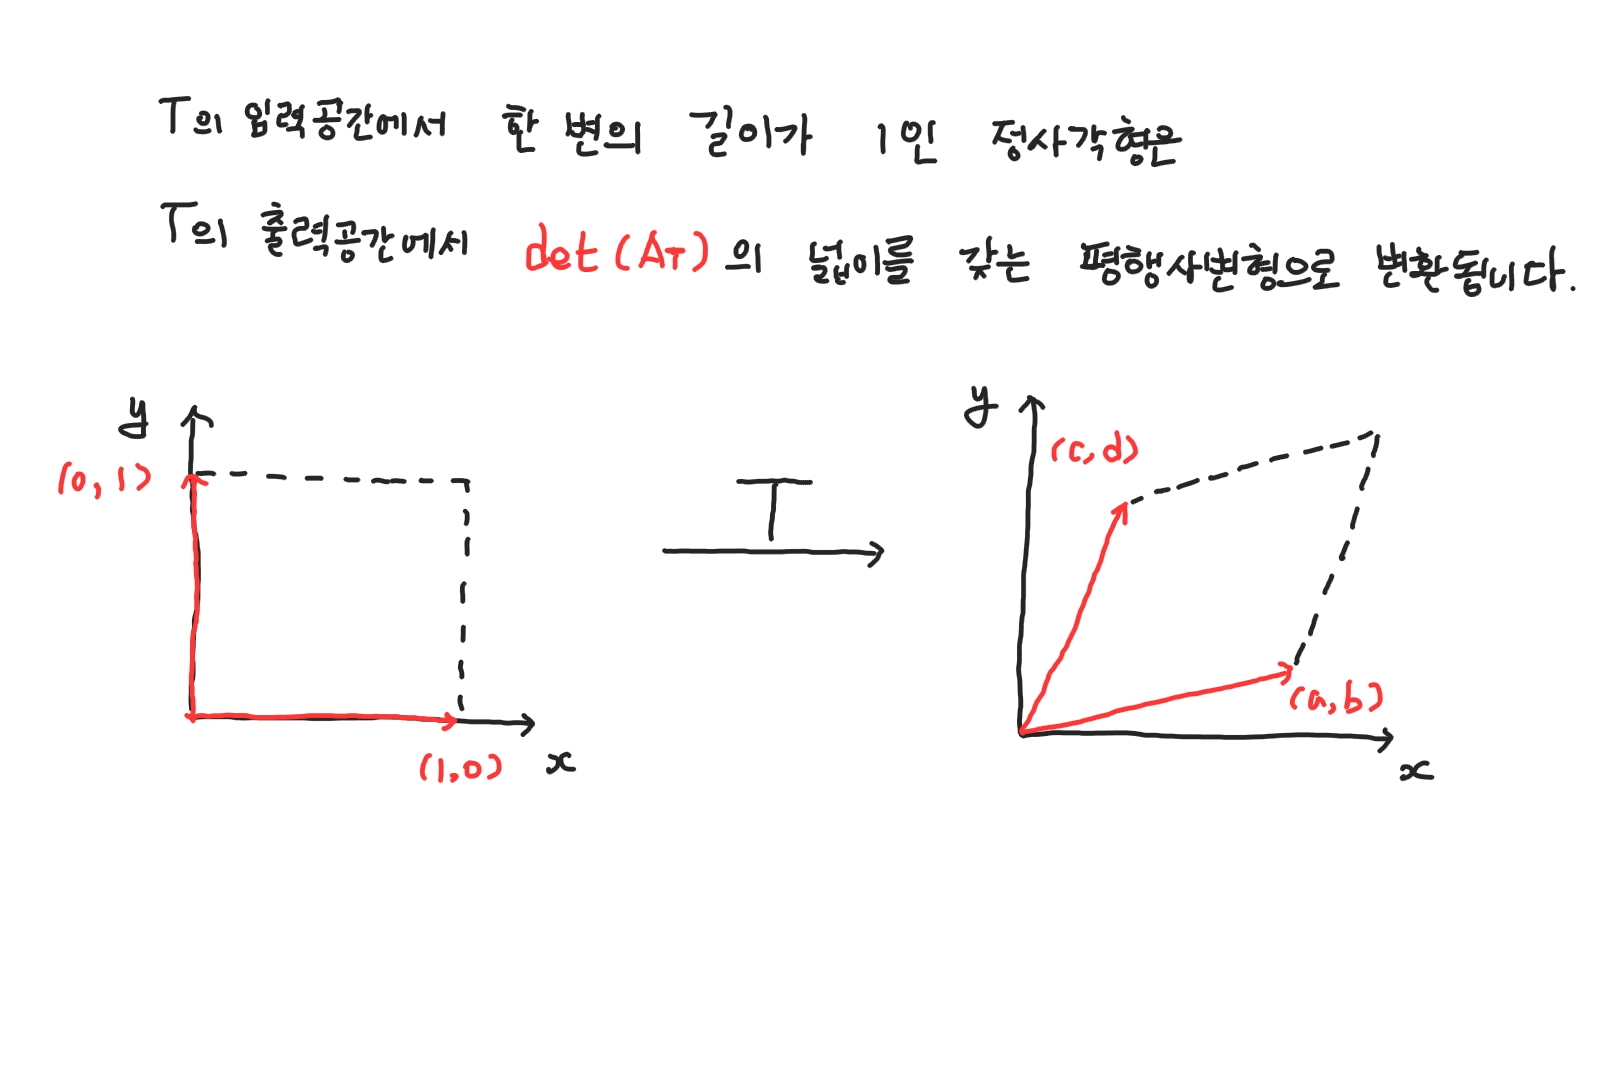 T의 입력공간에서 한 변의 길이가 1인 정사각형은
T의 출력공간에서 det(A_T)의 넓이를 갖는 평행사변형으로 변환됩니다.
y
(0, 1)
(1,0)
x
T
y
(c,d)
(a,b)
x